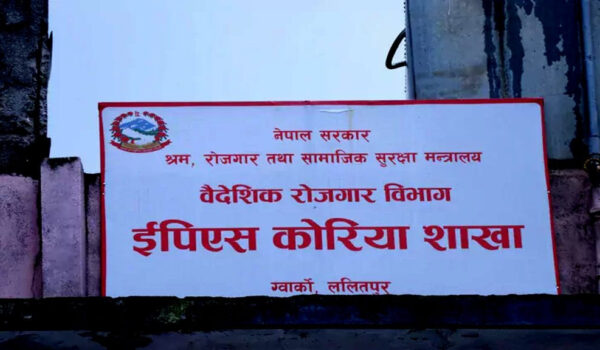 नेपाल सरकार
श्रम, रोजगार तथा सामाजिक सुरक्षा मन्त्रालय
वैदेशिक रोजगार विभाग
ईपिएस कोरिया शाखा
ग्वार्को, ललितपुर